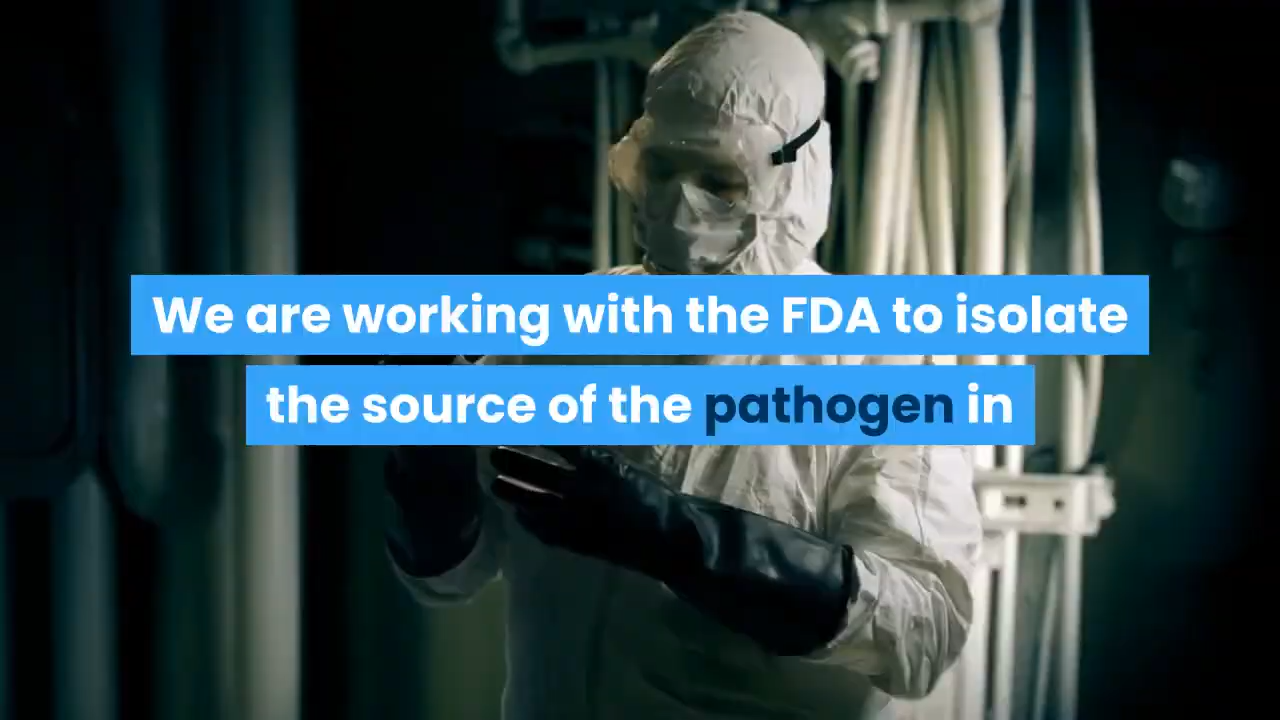 We are working with the FDA to isolate
the source of the pathogen in